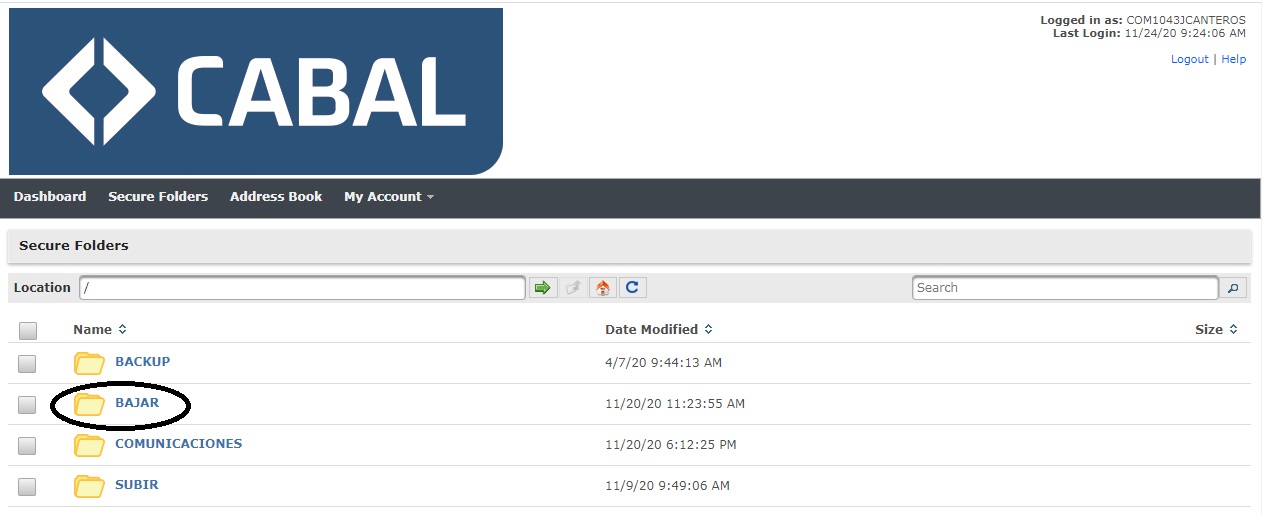 CABAL
Logged in as: COM1043JCANTEROS
Last Login: 11/24/20 9:24:06 AM
Logout | Help
Dashboard Secure Folders Address Book My Account
Secure Folders
Location / Search
Name Date Modified Size
BACKUP 4/7/20 9:44:13 AM
BAJAR 11/20/20 11:23:55 AM
COMUNICACIONES 11/20/20 6:12:25 PM
SUBIR 11/9/20 9:49:06 AM